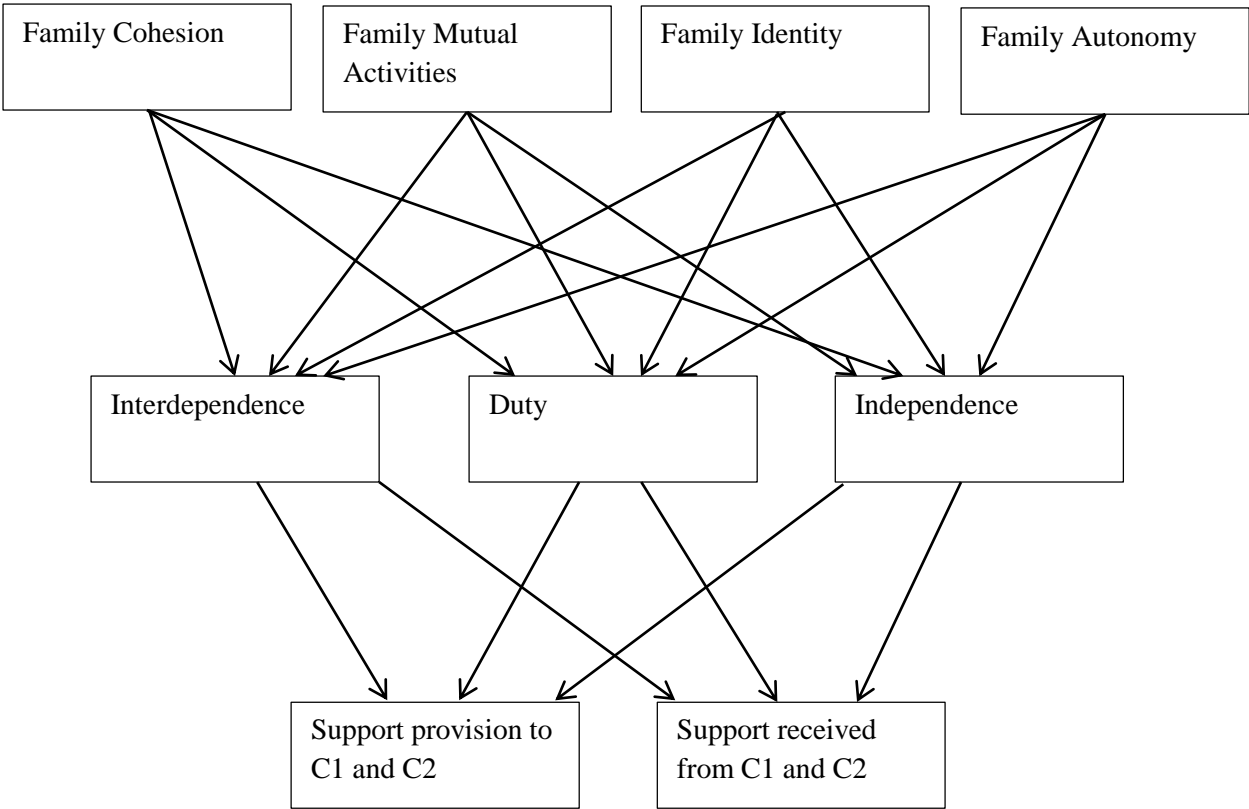 Family Cohesion
Family Mutual
Activities
Family Identity
Family Autonomy
Interdependence
Duty
Independence
Support provision to
C1 and C2
Support received
from C1 and C2